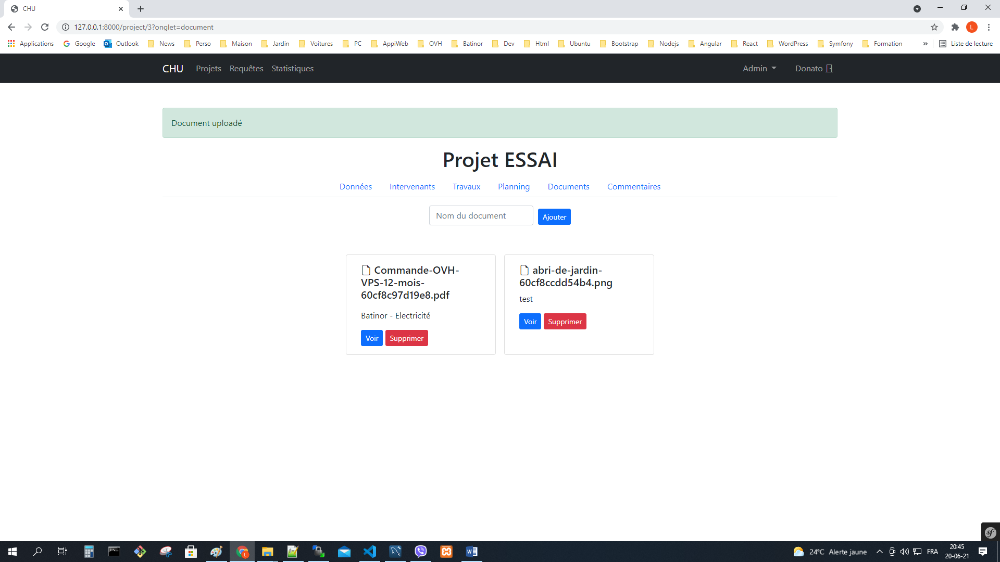 CHU
127.0.0.1:8000/project/3?onglet=document
L
Applications Google Outlook News Perso Maison Jardin Voitures PC AppiWeb OVH Batinor Dev Html Ubuntu Bootstrap Nodejs Angular React WordPress Symfony Formation » Liste de lecture
CHU Projets Requêtes Statistiques Admin Donato
Document uploadé
Projet ESSAI
Données Intervenants Travaux Planning Documents Commentaires
Nom du document Ajouter
Commande-OVH-
VPS-12-mois-
60cf8c97d19e8.pdf
Batinor - Electricité
Voir Supprimer
abri-de-jardin-
60cf8ccdd54b4.png
test
Voir Supprimer
sf
24°C Alerte jaune FRA
20:45
20-06-21